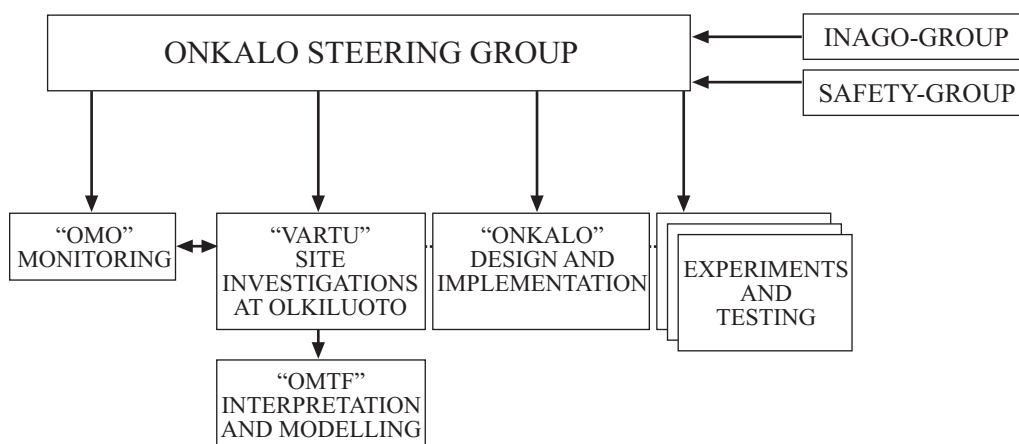 ONKALO STEERING GROUP
INAGO-GROUP
SAFETY-GROUP
“OMO”
MONITORING
“VARTU”
SITE
INVESTIGATIONS
AT OLKILUOTO
“ONKALO”
DESIGN AND
IMPLEMENTATION
EXPERIMENTS
AND
TESTING
“OMTF”
INTERPRETATION
AND MODELLING